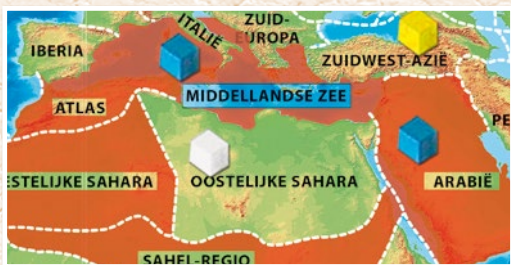 ITALIË
ZUID-
EUROPA
IBERIA
ZUIDWEST-AZIË
MIDDELLANDSE ZEE
ATLAS
PE
ESTELIJKE SAHARA
OOSTELIJKE SAHARA
ARABIË
SAHEL-REGIO